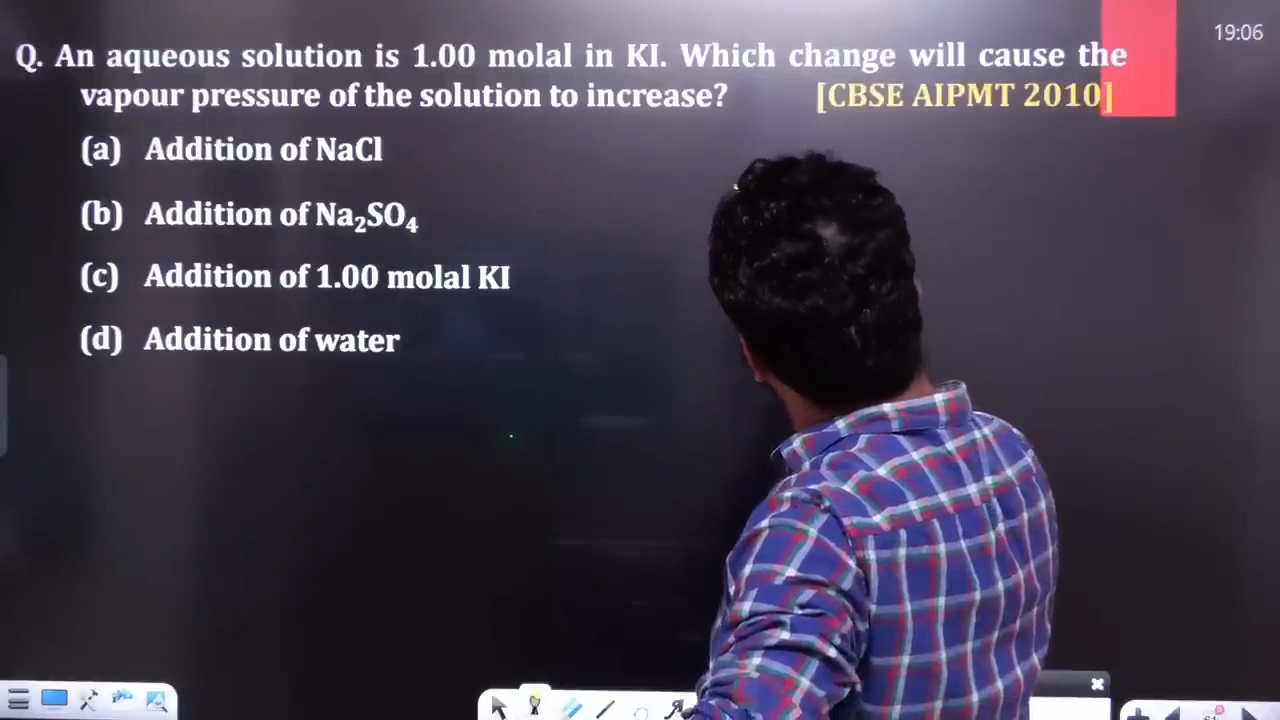 19:06
Q. An aqueous solution is 1.00 molal in KI. Which change will cause the
vapour pressure of the solution to increase? [CBSE AIPMT 2010]
(a) Addition of NaCl
(b) Addition of Na₂SO₄
(c) Addition of 1.00 molal KI
(d) Addition of water